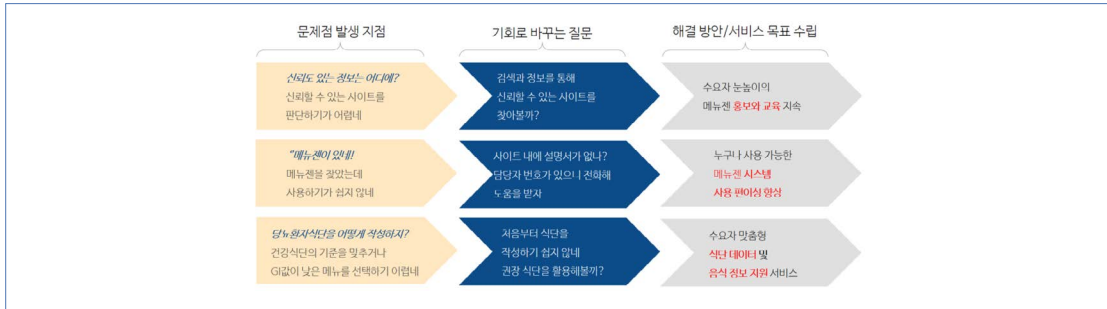 문제점 발생 지점
기회로 바꾸는 질문
해결 방안/서비스 목표 수립
신뢰도 있는 정보는 어디에?
신뢰할 수 있는 사이트를
판단하기가 어렵네
검색과 정보를 통해
신뢰할 수 있는 사이트를
찾아볼까?
수요자 눈높이의
메뉴젠 홍보와 교육 지속
"메뉴젠이 있네!
메뉴젠을 찾았는데
사용하기가 쉽지 않네
사이트 내에 설명서가 없나?
담당자 번호가 있으니 전화해
도움을 받자
누구나 사용 가능한
메뉴젠 시스템
사용 편이성 향상
당뇨환자식단을 어떻게 작성하지?
건강식단의 기준을 맞추거나
GI값이 낮은 메뉴를 선택하기 어렵네
처음부터 식단을
작성하기 쉽지 않네
권장 식단을 활용해볼까?
수요자 맞춤형
식단 데이터 및
음식 정보 지원 서비스